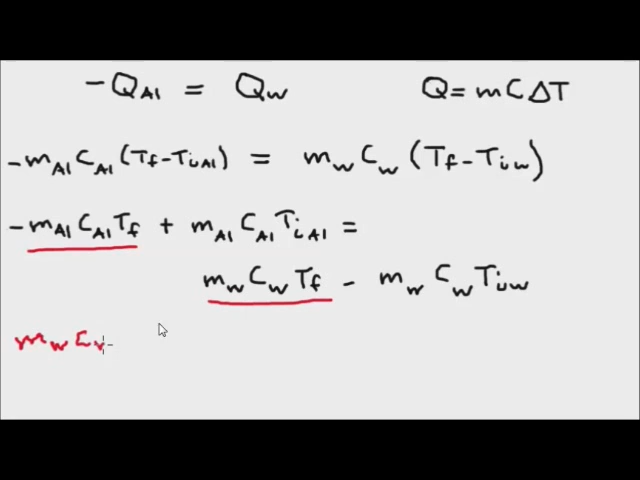 -Q_Al = Q_w Q = m C ΔT
-m_Al C_Al (T_f - T_iAl) = m_w C_w (T_f - T_iw)
-m_Al C_Al T_f + m_Al C_Al T_iAl =
m_w C_w T_f - m_w C_w T_iw
m_w C